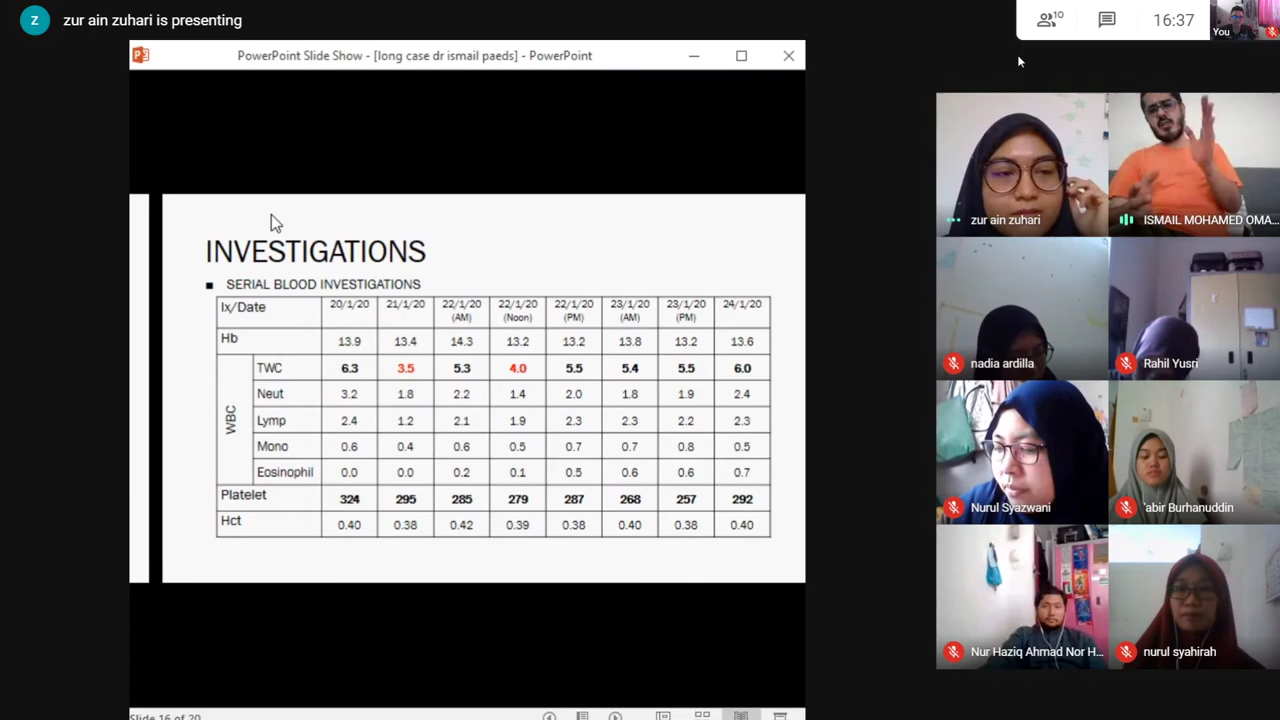 Z zur ain zuhari is presenting
10 16:37
You
PowerPoint Slide Show - [long case dr ismail paeds] - PowerPoint
INVESTIGATIONS
■ SERIAL BLOOD INVESTIGATIONS
Ix/Date 20/1/20 21/1/20 22/1/20 (AM) 22/1/20 (Noon) 22/1/20 (PM) 23/1/20 (AM) 23/1/20 (PM) 24/1/20
Hb 13.9 13.4 14.3 13.2 13.2 13.8 13.2 13.6
WBC
TWC 6.3 3.5 5.3 4.0 5.5 5.4 5.5 6.0
Neut 3.2 1.8 2.2 1.4 2.0 1.8 1.9 2.4
Lymp 2.4 1.2 2.1 1.9 2.3 2.3 2.2 2.3
Mono 0.6 0.4 0.6 0.5 0.7 0.7 0.8 0.5
Eosinophil 0.0 0.0 0.2 0.1 0.5 0.6 0.6 0.7
Platelet 324 295 285 279 287 268 257 292
Hct 0.40 0.38 0.42 0.39 0.38 0.40 0.38 0.40
Slide 16 of 20
zur ain zuhari
ISMAIL MOHAMED OMA...
nadia ardilla
Rahil Yusri
Nurul Syazwani
'abir Burhanuddin
Nur Haziq Ahmad Nor H...
nurul syahirah